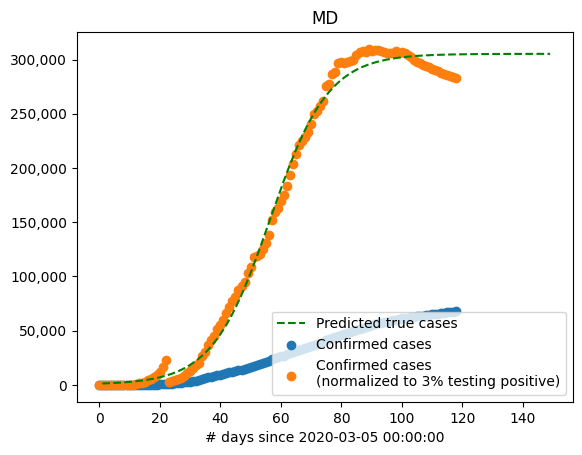 MD
300,000
250,000
200,000
150,000
100,000
50,000
0
Predicted true cases
Confirmed cases
Confirmed cases
(normalized to 3% testing positive)
0 20 40 60 80 100 120 140
# days since 2020-03-05 00:00:00